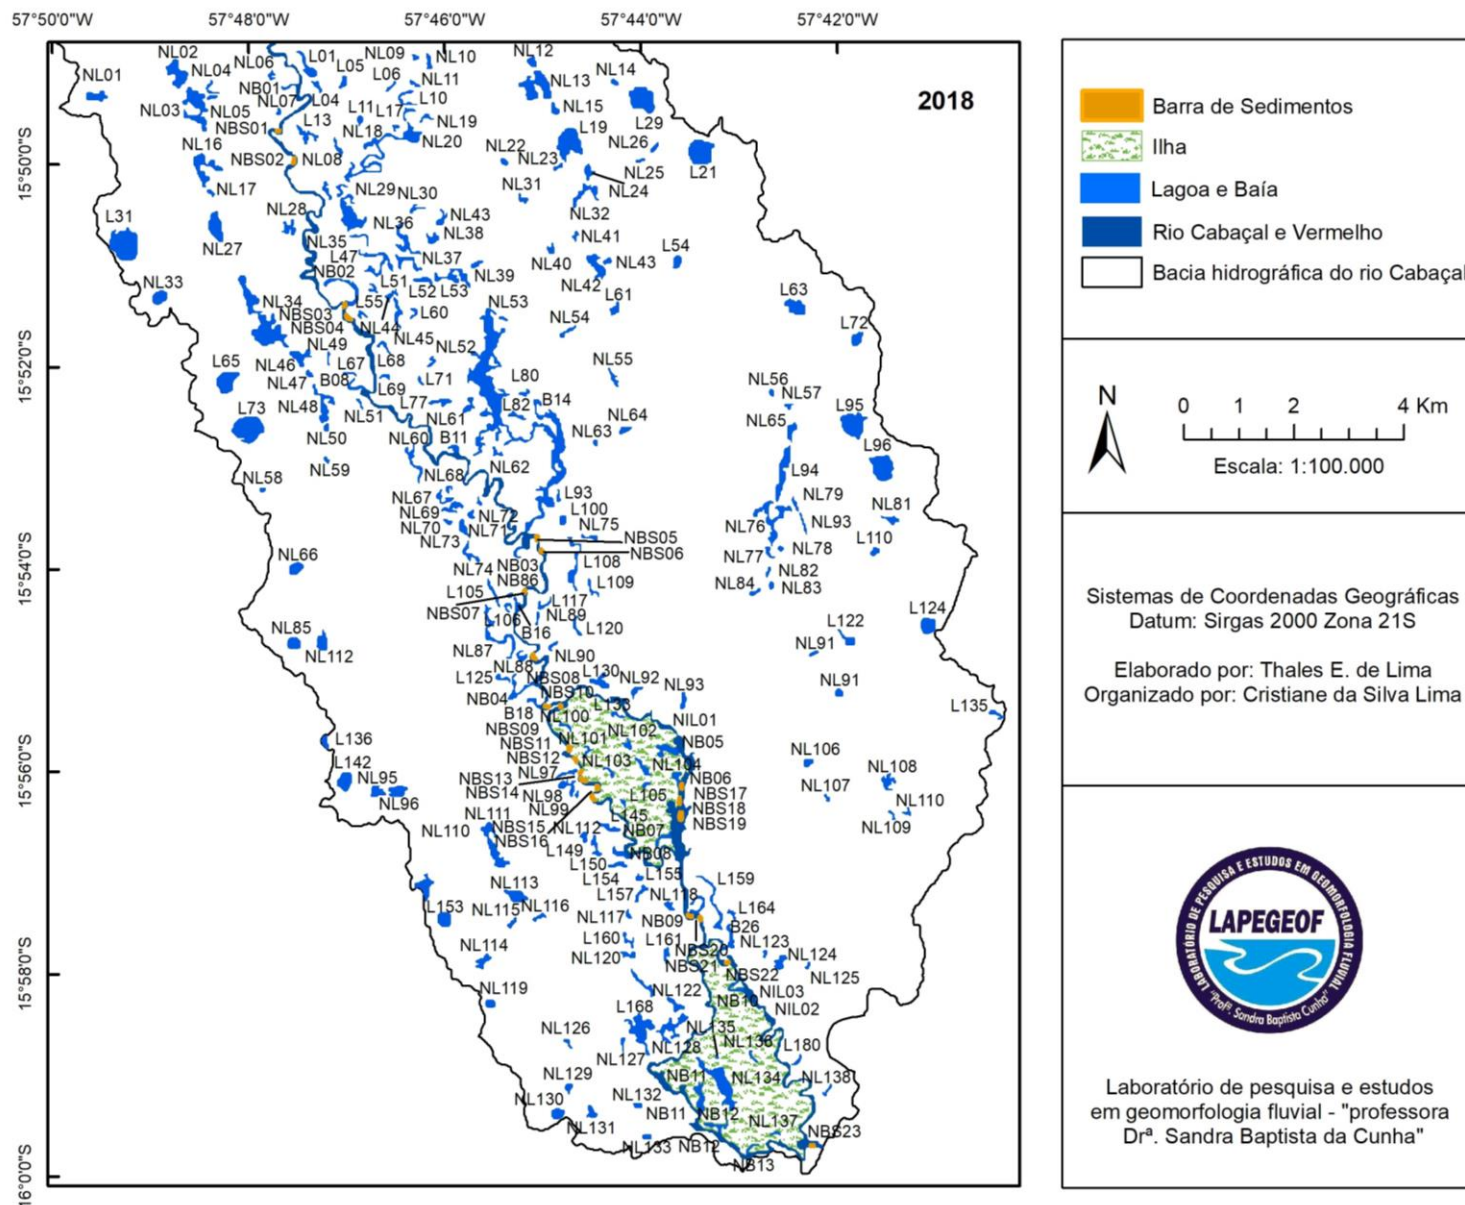 57°50'0"W
57°48'0"W
57°46'0"W
57°44'0"W
57°42'0"W
2018
NL01
NL02
NL04
NL06
L01
L05
NL09
NL10
L06
NL11
NL12
NL13
NL14
NB01
NL03
NL05
NL07
L04
L11
L17
L10
NL15
NBS01
L13
NL18
NL19
L19
L29
NL20
NL26
NL16
NBS02
NL08
NL22
NL23
NL25
L21
NL17
NL29
NL30
NL31
NL24
L31
NL28
NL36
NL43
NL32
NL27
NL35
NL38
NL41
L54
L47
NL37
NL40
NL43
NB02
NL39
NL33
L51
L52
L53
NL42
L63
NL34
L55
NL53
L61
NBS03
L60
NBS04
NL44
NL54
L72
NL49
NL45
NL52
L65
NL46
L67
L68
NL55
NL47
B08
L71
L80
NL56
NL57
L69
L73
NL48
NL51
L77
L82
B14
NL65
L95
NL61
NL64
NL50
NL60
B11
NL63
L96
NL59
NL62
L94
NL58
NL68
NL67
L93
NL79
NL81
NL69
NL72
L100
NL70
NL71
NL75
NL76
NL93
NL73
NBS05
L110
NL66
NBS06
NL77
NL78
NL74
NB03
L108
NL82
NB86
L109
NL84
NL83
L105
L117
L124
NBS07
L106
NL89
L122
NL85
B16
L120
NL91
NL112
NL87
NL90
NL88
L130
NL92
NL91
L125
NBS08
NL93
NB04
NBS10
L133
L135
B18
NL100
NIL01
NBS09
NL102
L136
NBS11
NL101
NB05
L142
NBS12
NL103
NL104
NL106
NL95
NBS13
NL97
NB06
NL108
NBS14
NL98
L105
NBS17
NL107
NL96
NL99
NBS18
NL110
NL111
L145
NBS19
NL109
NL110
NBS15
NL112
NB07
NBS16
L149
NB08
L150
L155
L159
NL113
L154
L157
NL118
L153
NL115
NL116
NL117
NB09
L164
L160
L161
B26
NL114
NL120
NBS20
NL123
NL124
NBS21
NBS22
NL125
NL119
NL122
NIL03
L168
NB10
NIL02
NL126
NL135
NL136
L180
NL127
NL128
NL129
NB11
NL134
NL138
NL130
NL132
NB11
NB12
NL131
NL137
NBS23
NL133
NB12
NB13
15°50'0"S
15°52'0"S
15°54'0"S
15°56'0"S
15°58'0"S
16°0'0"S
Barra de Sedimentos
Ilha
Lagoa e Baía
Rio Cabaçal e Vermelho
Bacia hidrográfica do rio Cabaçal
N
0 1 2 4 Km
Escala: 1:100.000
Sistemas de Coordenadas Geográficas
Datum: Sirgas 2000 Zona 21S
Elaborado por: Thales E. de Lima
Organizado por: Cristiane da Silva Lima
LABORATÓRIO DE PESQUISA E ESTUDOS EM GEOMORFOLOGIA FLUVIAL
LAPEGEOF
"Profª. Sandra Baptista Cunha"
Laboratório de pesquisa e estudos
em geomorfologia fluvial - "professora
Drª. Sandra Baptista da Cunha"